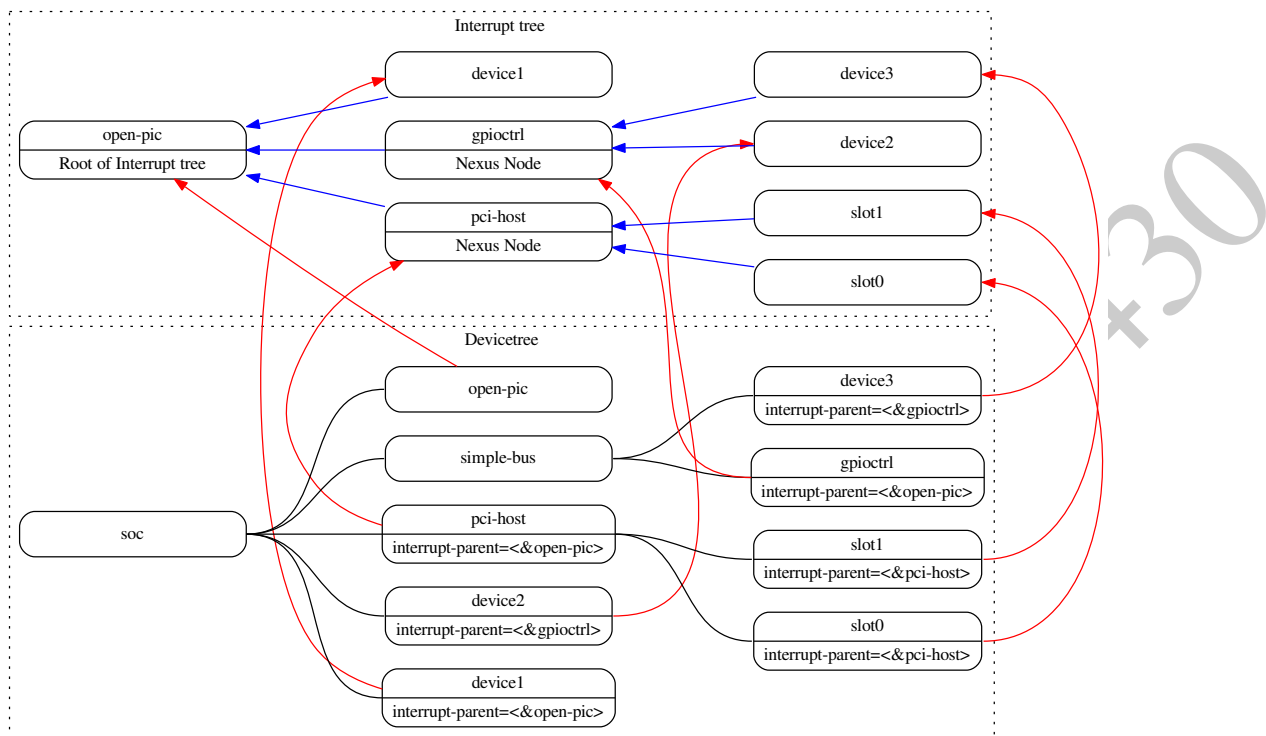 Interrupt tree
device1
device3
open-pic
Root of Interrupt tree
gpioctrl
Nexus Node
device2
pci-host
Nexus Node
slot1
slot0
Devicetree
open-pic
device3
interrupt-parent=<&gpioctrl>
simple-bus
gpioctrl
interrupt-parent=<&open-pic>
soc
pci-host
interrupt-parent=<&open-pic>
slot1
interrupt-parent=<&pci-host>
device2
interrupt-parent=<&gpioctrl>
slot0
interrupt-parent=<&pci-host>
device1
interrupt-parent=<&open-pic>
30